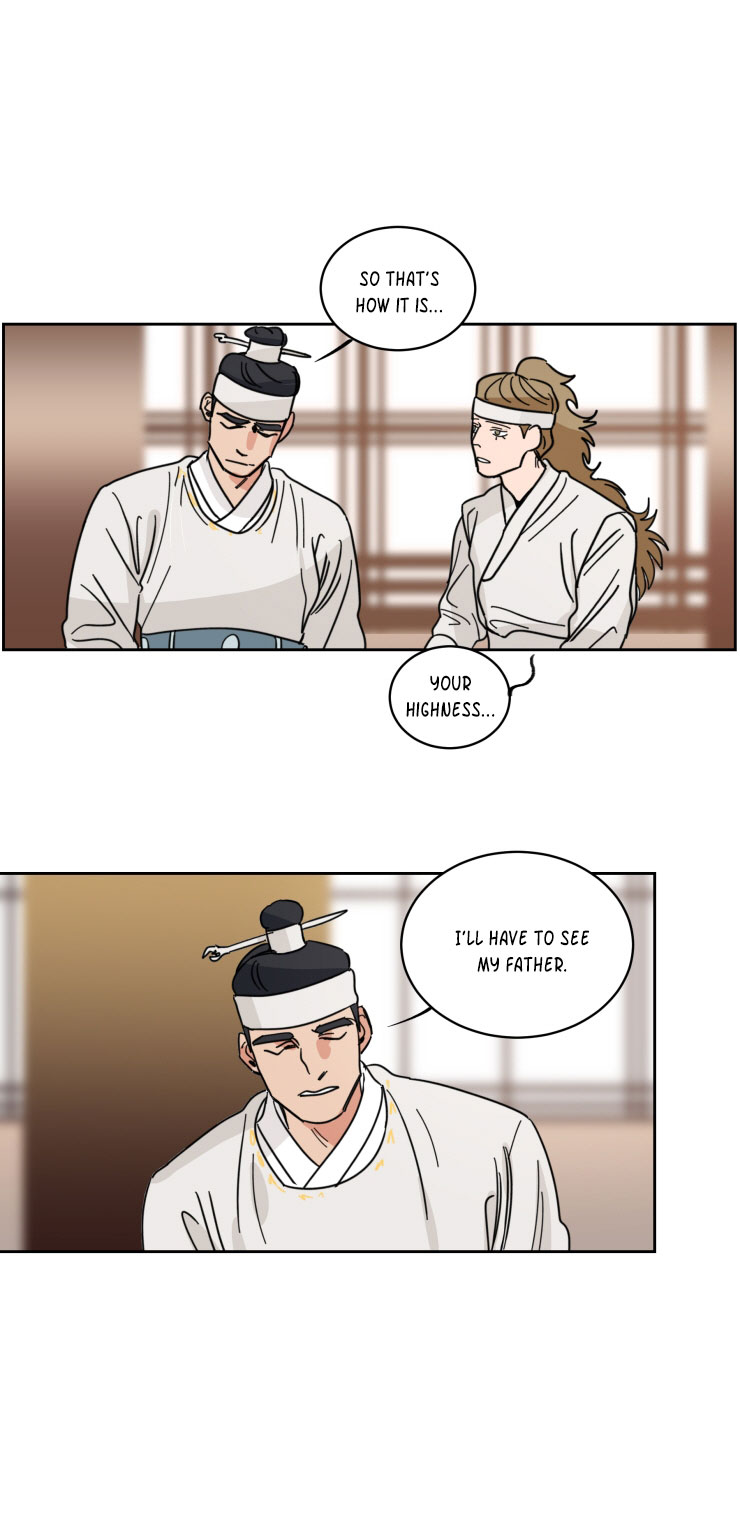 SO THAT'S
HOW IT IS...
YOUR
HIGHNESS...
I'LL HAVE TO SEE
MY FATHER.